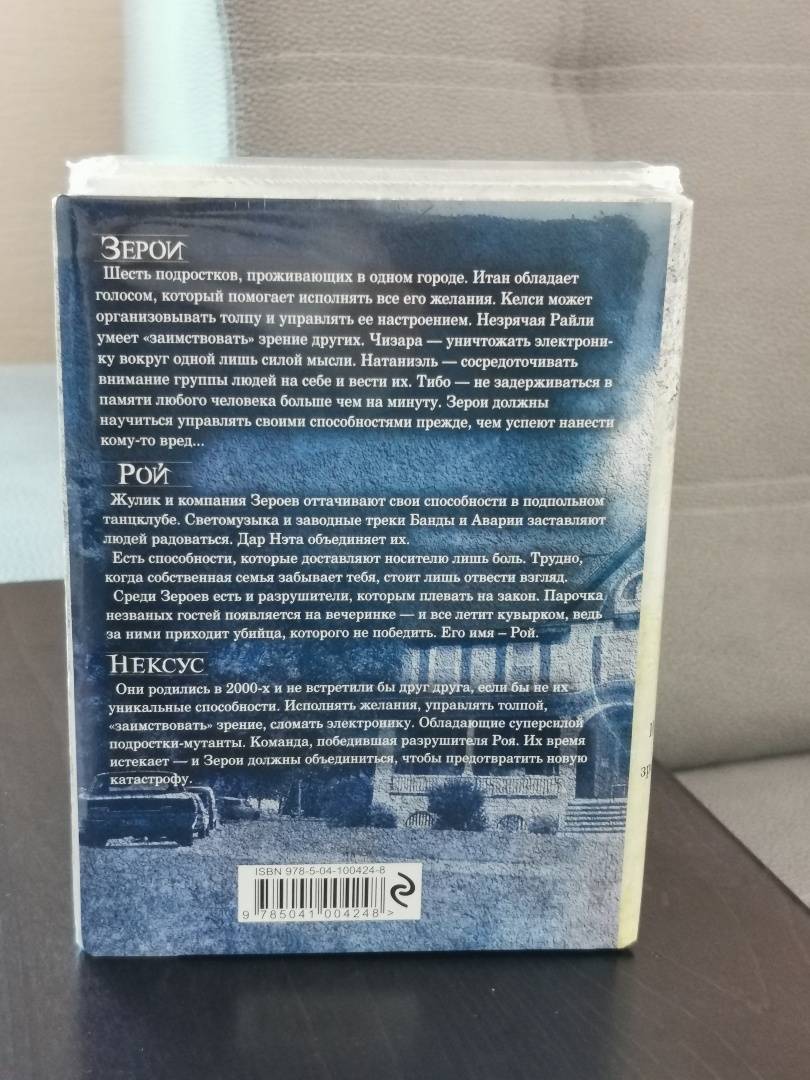 Зерои
Шесть подростков, проживающих в одном городе. Итан обладает
голосом, который помогает исполнять все его желания. Келси может
организовывать толпу и управлять ее настроением. Незрячая Райли
умеет «заимствовать» зрение других. Чизара — уничтожать электрони-
ку вокруг одной лишь силой мысли. Натаниэль — сосредоточивать
внимание группы людей на себе и вести их. Тибо — не задерживаться в
памяти любого человека больше чем на минуту. Зерои должны
научиться управлять своими способностями прежде, чем успеют нанести
кому-то вред...
Рой
Жулик и компания Зероев оттачивают свои способности в подпольном
танцклубе. Светомузыка и заводные треки Банды и Аварии заставляют
людей радоваться. Дар Нэта объединяет их.
Есть способности, которые доставляют носителю лишь боль. Трудно,
когда собственная семья забывает тебя, стоит лишь отвести взгляд.
Среди Зероев есть и разрушители, которым плевать на закон. Парочка
незваных гостей появляется на вечеринке — и все летит кувырком, ведь
за ними приходит убийца, которого не победить. Его имя – Рой.
Нексус
Они родились в 2000-х и не встретили бы друг друга, если бы не их
уникальные способности. Исполнять желания, управлять толпой,
«заимствовать» зрение, сломать электронику. Обладающие суперсилой
подростки-мутанты. Команда, победившая разрушителя Роя. Их время
истекает — и Зерои должны объединиться, чтобы предотвратить новую
катастрофу.
ISBN 978-5-04-100424-8
9 785041 004248 >